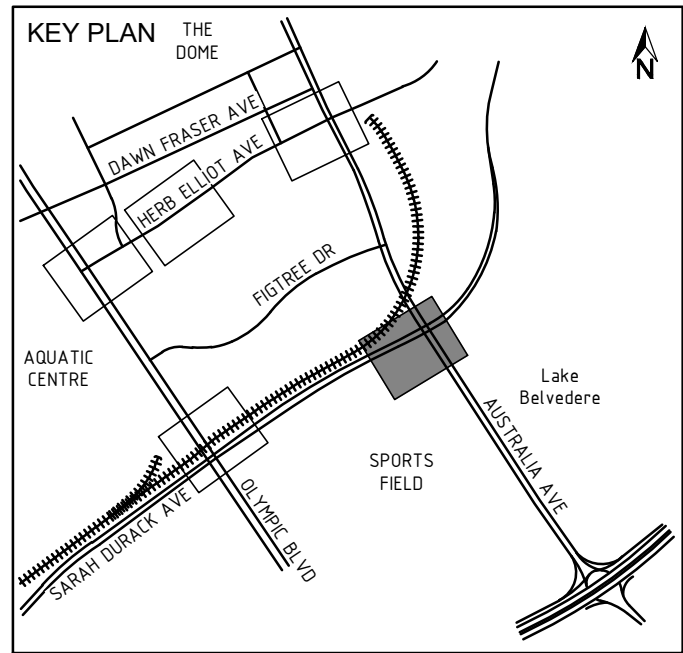 KEY PLAN
THE
DOME
N
DAWN FRASER AVE
HERB ELLIOT AVE
FIGTREE DR
AQUATIC
CENTRE
Lake
Belvedere
SPORTS
FIELD
AUSTRALIA AVE
OLYMPIC BLVD
SARAH DURACK AVE